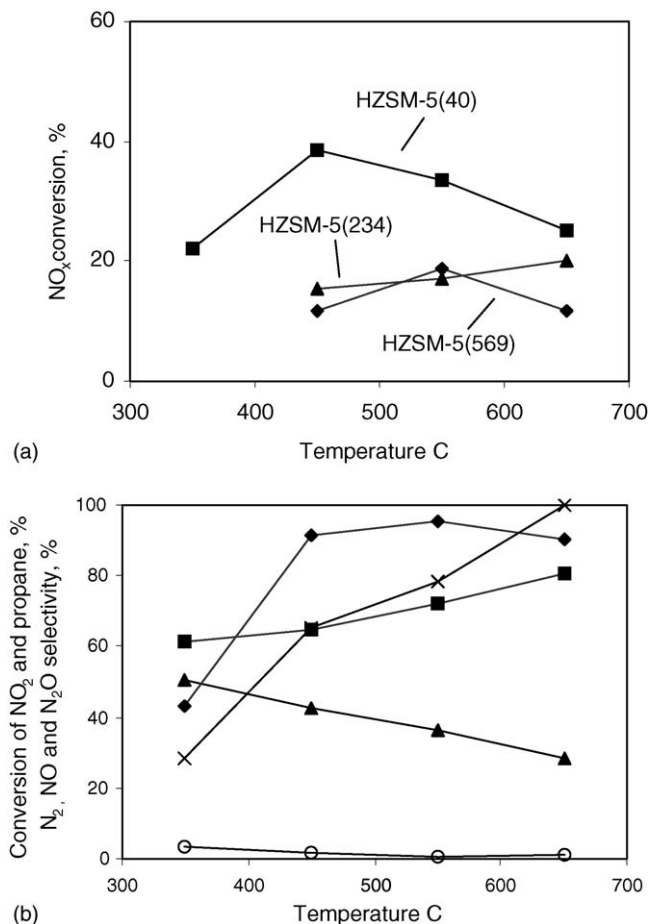 60
40
20
0
NOx conversion, %
HZSM-5(40)
HZSM-5(234)
HZSM-5(569)
300 400 500 600 700
Temperature C
(a)
100
80
60
40
20
0
Conversion of NO2 and propane, %
N2, NO and N2O selectivity, %
300 400 500 600 700
Temperature C
(b)